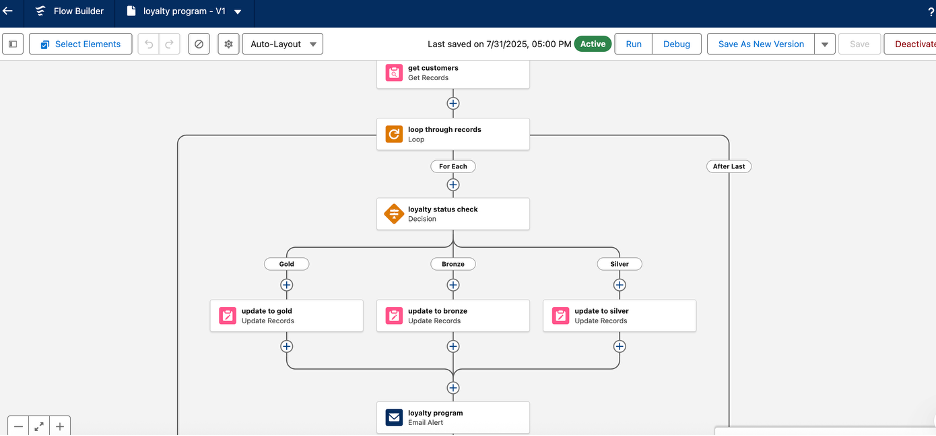 Flow Builder
loyalty program - V1
?
Select Elements
Auto-Layout
Last saved on 7/31/2025, 05:00 PM
Active
Run
Debug
Save As New Version
Save
Deactivate
get customers
Get Records
loop through records
Loop
For Each
After Last
loyalty status check
Decision
Gold
Bronze
Silver
update to gold
Update Records
update to bronze
Update Records
update to silver
Update Records
loyalty program
Email Alert